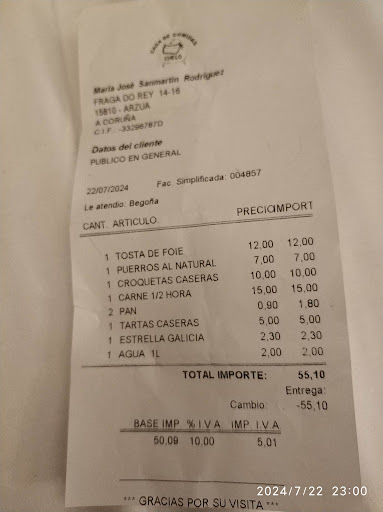 CASA DE COMIDAS
María José Sanmartín Rodríguez
FRAGA DO REY 14-16
15810 - ARZUA
A CORUÑA
C.I.F. -33296787D
Datos del cliente
PUBLICO EN GENERAL
22/07/2024 Fac. Simplificada: 004857
Le atendio: Begoña
CANT. ARTICULO. PRECIO IMPORT
1 TOSTA DE FOIE 12,00 12,00
1 PUERROS AL NATURAL 7,00 7,00
1 CROQUETAS CASERAS 10,00 10,00
1 CARNE 1/2 HORA 15,00 15,00
2 PAN 0,90 1,80
1 TARTAS CASERAS 5,00 5,00
1 ESTRELLA GALICIA 2,30 2,30
1 AGUA 1L 2,00 2,00
TOTAL IMPORTE: 55,10
Entrega:
Cambio: -55,10
BASE IMP % I.V.A. IMP. I.V.A.
50,09 10,00 5,01
*** GRACIAS POR SU VISITA ***
2024/7/22 23:00